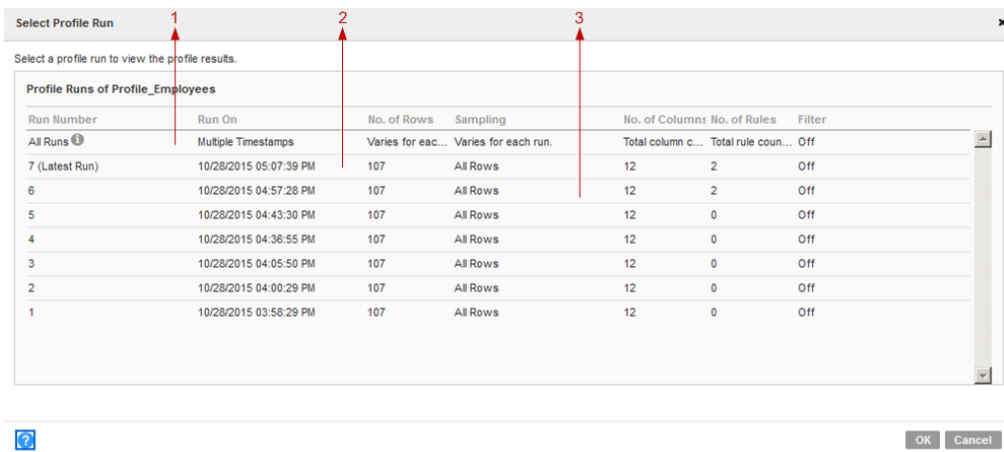 1 2 3
Select Profile Run x
Select a profile run to view the profile results.
Profile Runs of Profile_Employees
Run Number Run On No. of Rows Sampling No. of Columns No. of Rules Filter
All Runs i Multiple Timestamps Varies for eac... Varies for each run. Total column c... Total rule coun... Off
7 (Latest Run) 10/28/2015 05:07:39 PM 107 All Rows 12 2 Off
6 10/28/2015 04:57:28 PM 107 All Rows 12 2 Off
5 10/28/2015 04:43:30 PM 107 All Rows 12 0 Off
4 10/28/2015 04:36:55 PM 107 All Rows 12 0 Off
3 10/28/2015 04:05:50 PM 107 All Rows 12 0 Off
2 10/28/2015 04:00:29 PM 107 All Rows 12 0 Off
1 10/28/2015 03:58:29 PM 107 All Rows 12 0 Off
? OK Cancel